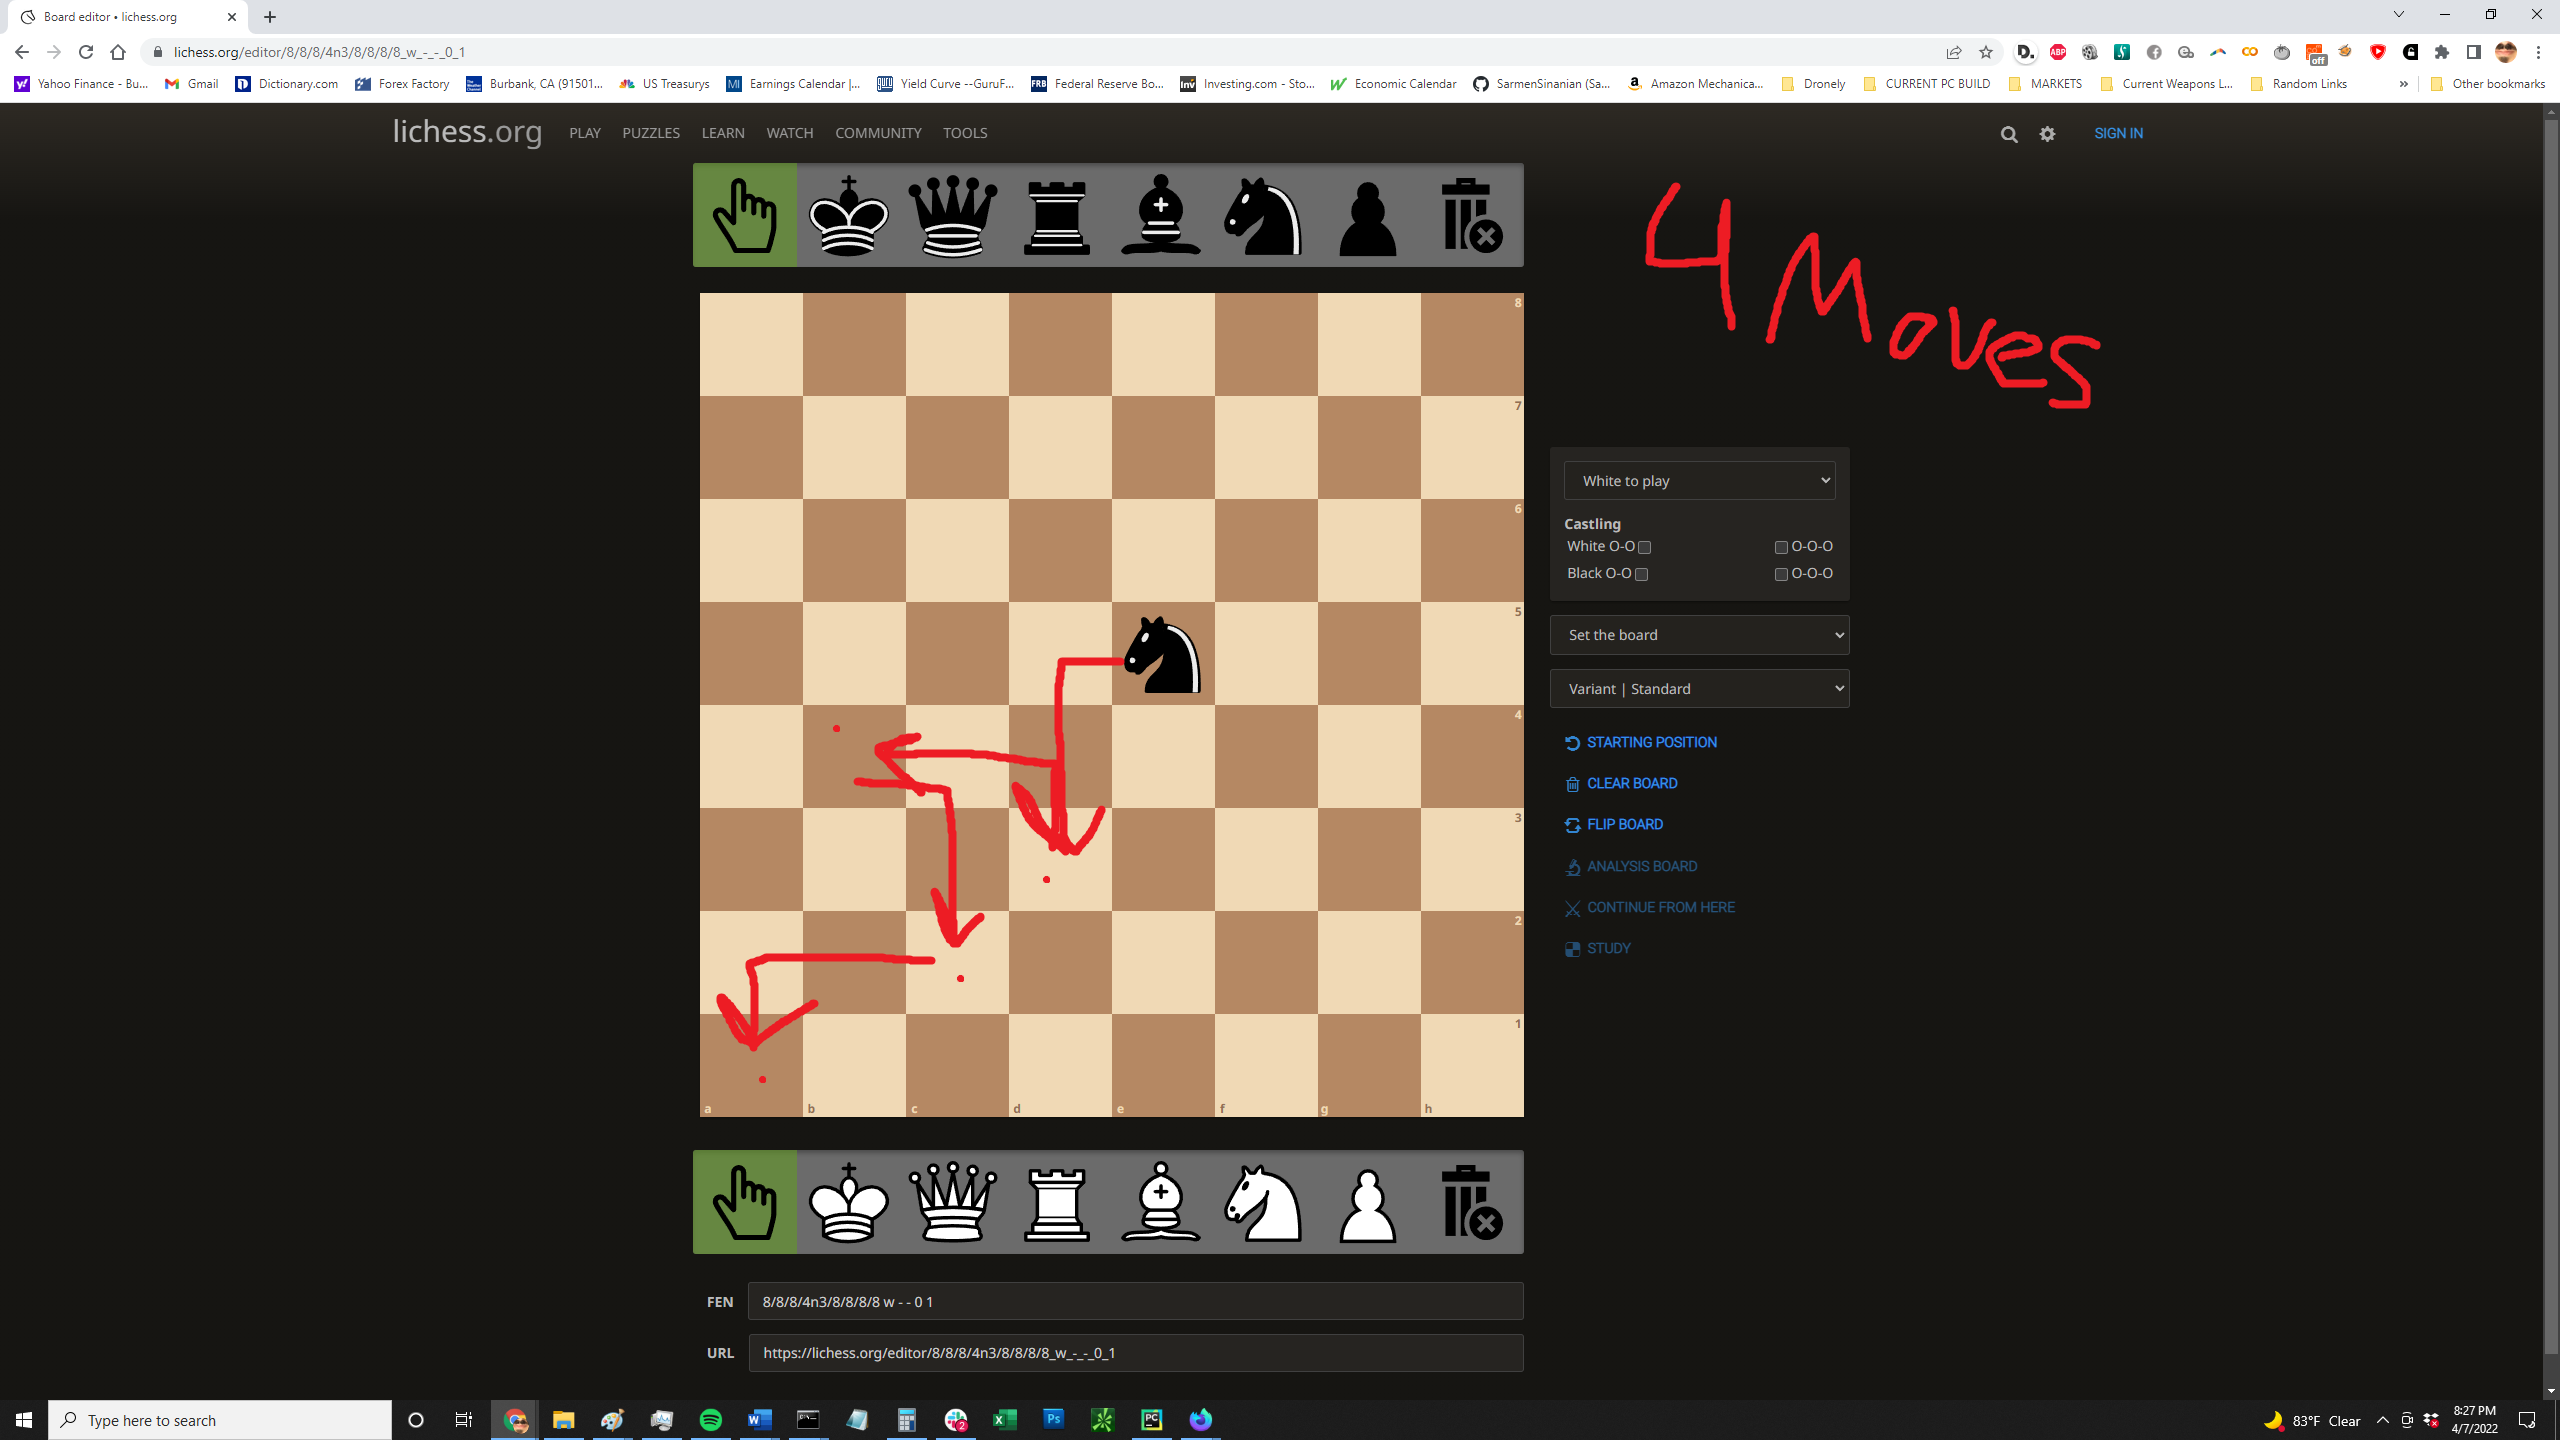 Board editor • lichess.org
lichess.org/editor/8/8/8/4n3/8/8/8/8_w_-_-_0_1
Yahoo Finance - Bu... Gmail Dictionary.com Forex Factory Burbank, CA (91501... US Treasurys Earnings Calendar |... Yield Curve --GuruF... Federal Reserve Bo... Investing.com - Sto... Economic Calendar SarmenSinanian (Sa... Amazon Mechanica... Dronely CURRENT PC BUILD MARKETS Current Weapons L... Random Links » Other bookmarks
lichess.org PLAY PUZZLES LEARN WATCH COMMUNITY TOOLS SIGN IN
4 Moves
8
7
6
5
4
3
2
1
a b c d e f g h
White to play
Castling
White O-O O-O-O
Black O-O O-O-O
Set the board
Variant | Standard
STARTING POSITION
CLEAR BOARD
FLIP BOARD
ANALYSIS BOARD
CONTINUE FROM HERE
STUDY
FEN 8/8/8/4n3/8/8/8/8 w - - 0 1
URL https://lichess.org/editor/8/8/8/4n3/8/8/8/8_w_-_-_0_1
Type here to search
83°F Clear
8:27 PM
4/7/2022